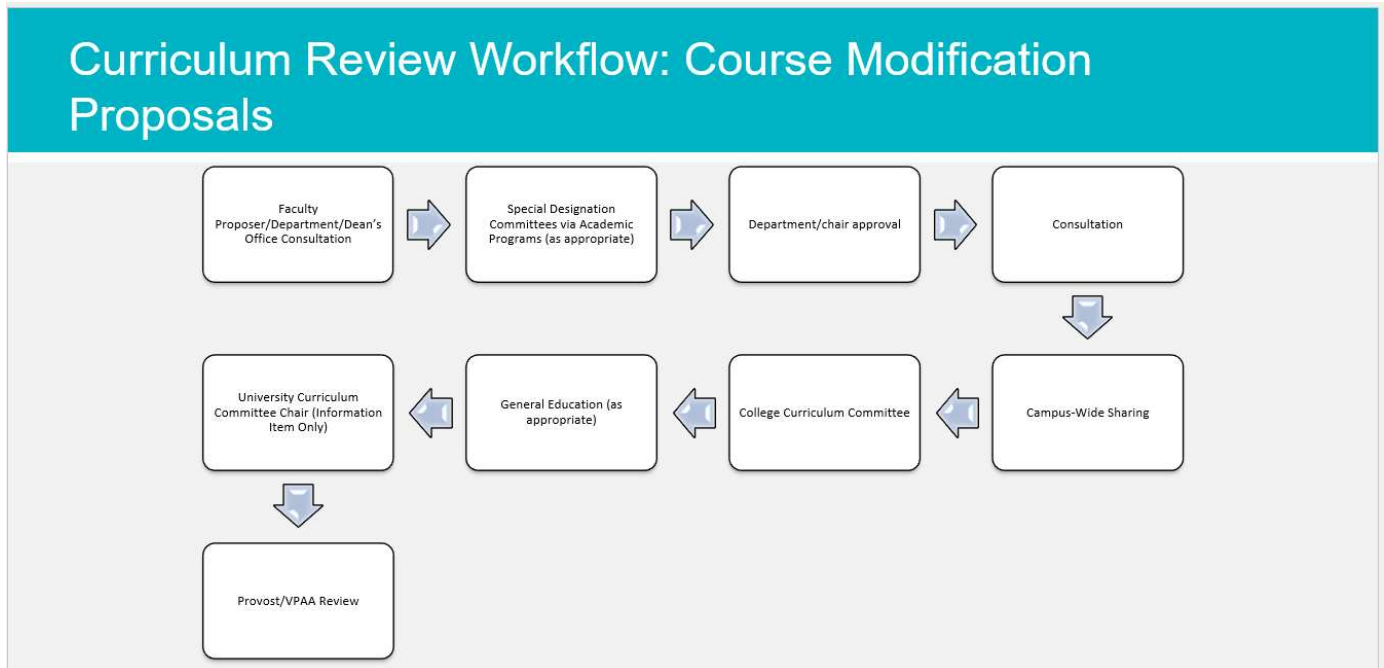 Curriculum Review Workflow: Course Modification
Proposals
Faculty
Proposer/Department/Dean's
Office Consultation
Special Designation
Committees via Academic
Programs (as appropriate)
Department/chair approval
Consultation
Campus-Wide Sharing
College Curriculum Committee
General Education (as
appropriate)
University Curriculum
Committee Chair (Information
Item Only)
Provost/VPAA Review